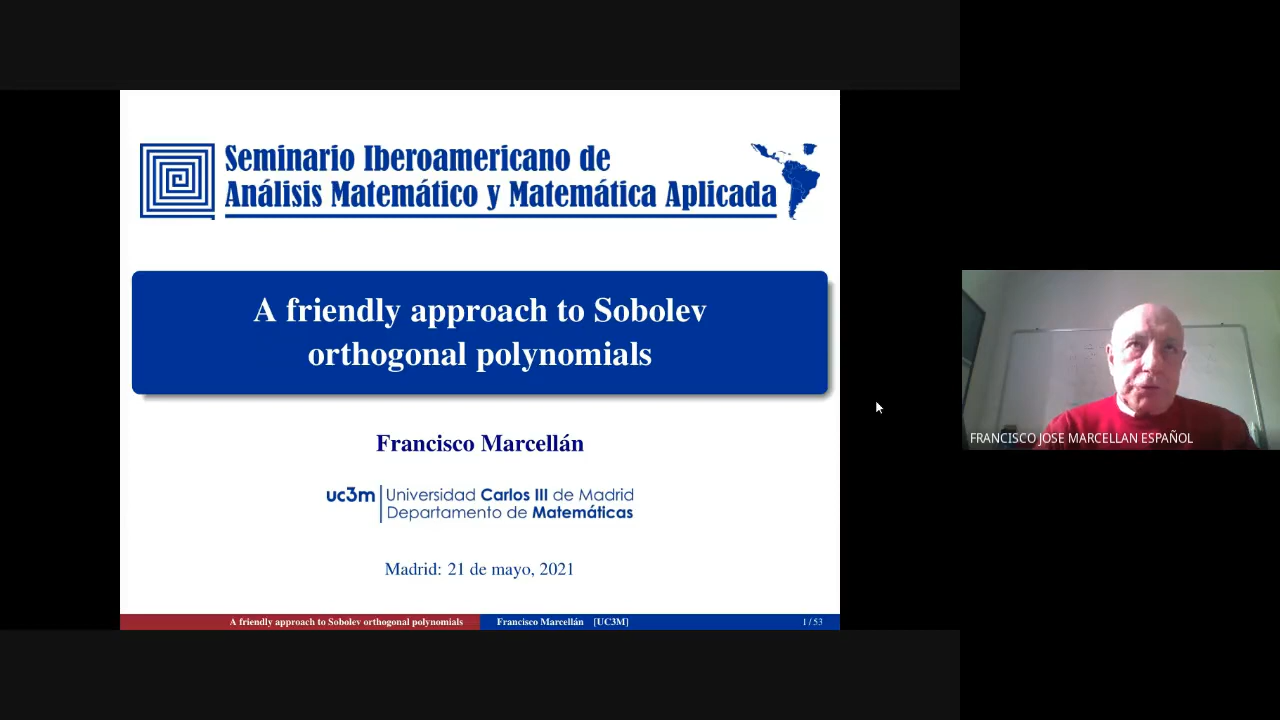 Seminario Iberoamericano de
Análisis Matemático y Matemática Aplicada
A friendly approach to Sobolev
orthogonal polynomials
Francisco Marcellán
uc3m Universidad Carlos III de Madrid
Departamento de Matemáticas
Madrid: 21 de mayo, 2021
A friendly approach to Sobolev orthogonal polynomials Francisco Marcellán [UC3M] 1 / 53
FRANCISCO JOSE MARCELLAN ESPAÑOL